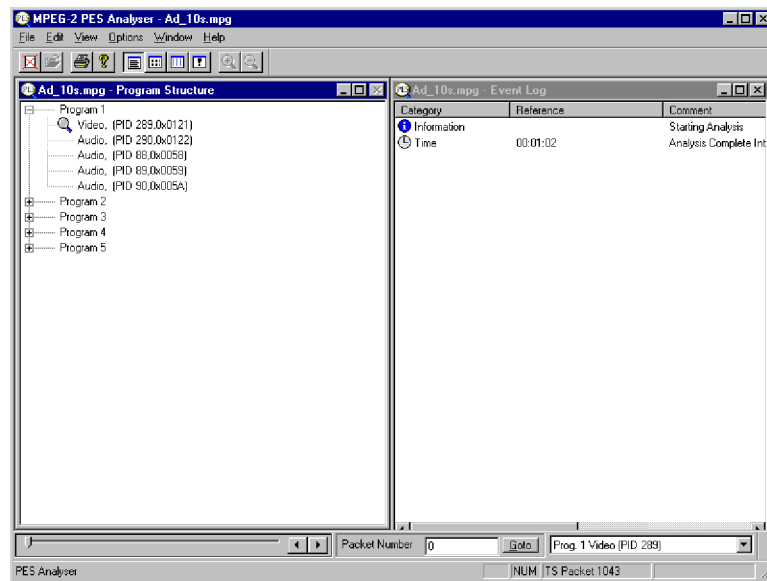 MPEG-2 PES Analyser - Ad_10s.mpg
File Edit View Options Window Help
Ad_10s.mpg - Program Structure
Program 1
Video, (PID 289,0x0121)
Audio, (PID 290,0x0122)
Audio, (PID 88,0x0058)
Audio, (PID 89,0x0059)
Audio, (PID 90,0x005A)
Program 2
Program 3
Program 4
Program 5
Ad_10s.mpg - Event Log
Category Reference Comment
Information Starting Analysis
Time 00:01:02 Analysis Complete Int
Packet Number 0 Goto Prog. 1 Video (PID 289)
PES Analyser NUM TS Packet 1043